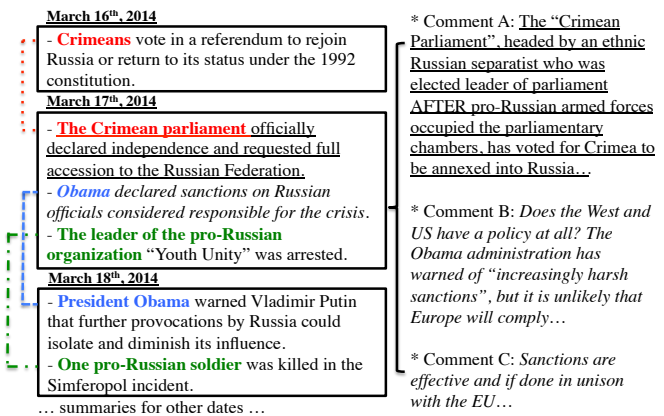 March 16th, 2014
- Crimeans vote in a referendum to rejoin
Russia or return to its status under the 1992
constitution.
March 17th, 2014
- The Crimean parliament officially
declared independence and requested full
accession to the Russian Federation.
- Obama declared sanctions on Russian
officials considered responsible for the crisis.
- The leader of the pro-Russian
organization “Youth Unity” was arrested.
March 18th, 2014
- President Obama warned Vladimir Putin
that further provocations by Russia could
isolate and diminish its influence.
- One pro-Russian soldier was killed in the
Simferopol incident.
… summaries for other dates …
* Comment A: The “Crimean
Parliament”, headed by an ethnic
Russian separatist who was
elected leader of parliament
AFTER pro-Russian armed forces
occupied the parliamentary
chambers, has voted for Crimea to
be annexed into Russia…
* Comment B: Does the West and
US have a policy at all? The
Obama administration has
warned of “increasingly harsh
sanctions”, but it is unlikely that
Europe will comply…
* Comment C: Sanctions are
effective and if done in unison
with the EU…